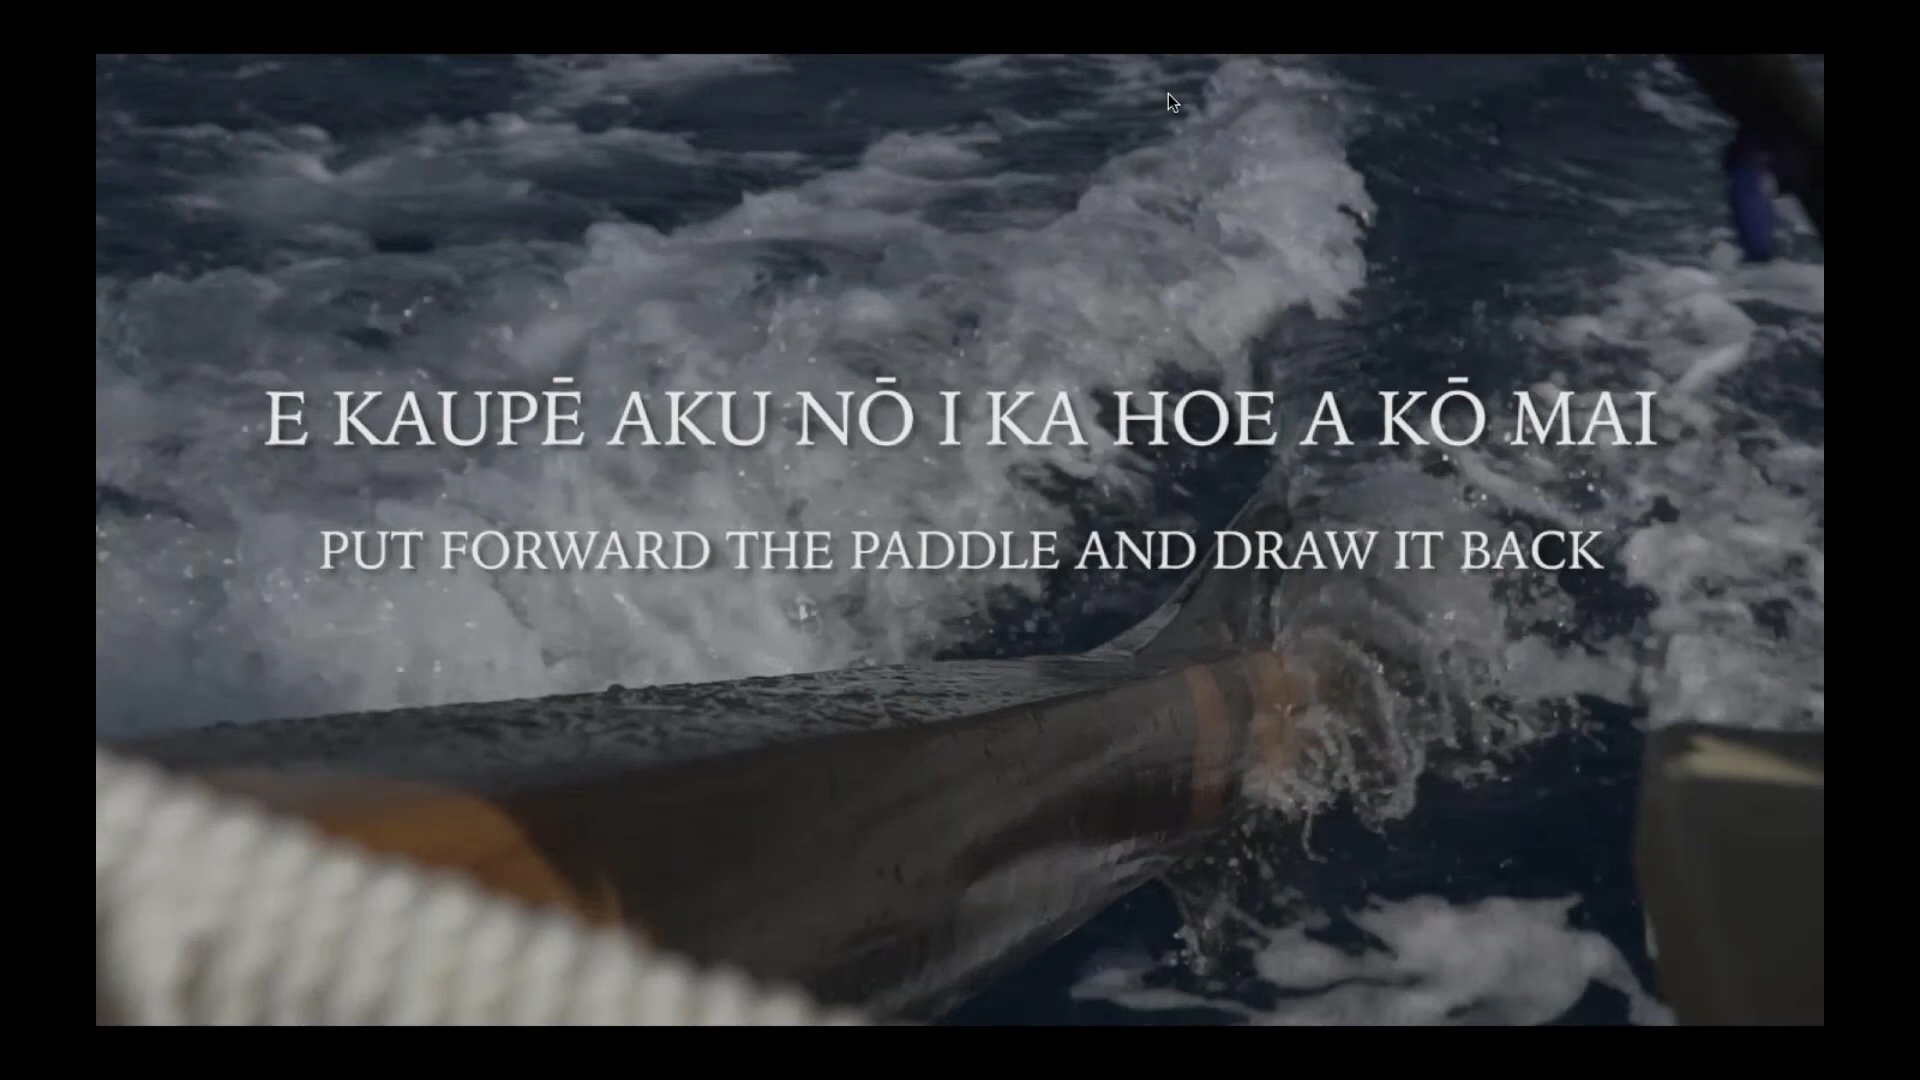 E KAUPĒ AKU NŌ I KA HOE A KŌ MAI
PUT FORWARD THE PADDLE AND DRAW IT BACK